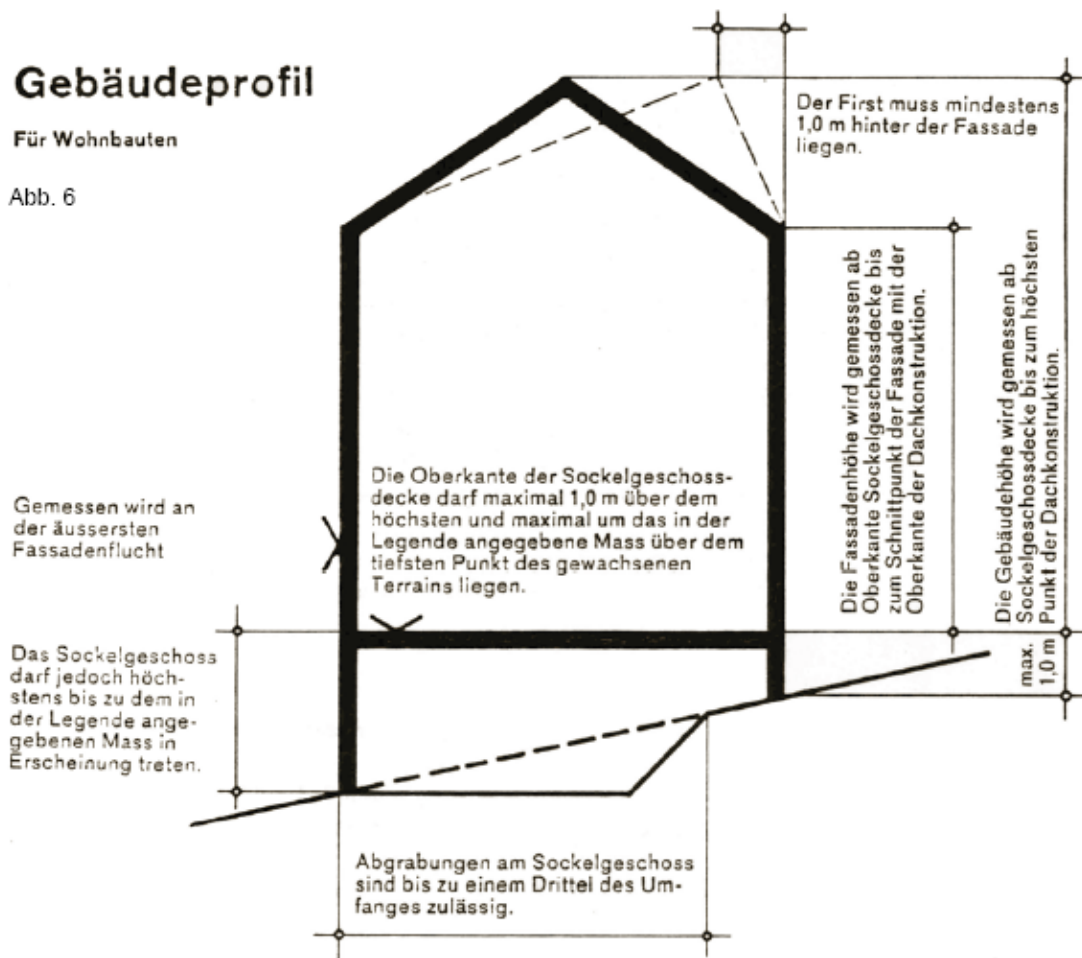 Gebäudeprofil
Für Wohnbauten
Abb. 6
Der First muss mindestens
1,0 m hinter der Fassade
liegen.
Die Fassadenhöhe wird gemessen ab
Oberkante Sockelgeschossdecke bis
zum Schnittpunkt der Fassade mit der
Oberkante der Dachkonstruktion.
Die Gebäudehöhe wird gemessen ab
Sockelgeschossdecke bis zum höchsten
Punkt der Dachkonstruktion.
Die Oberkante der Sockelgeschoss-
decke darf maximal 1,0 m über dem
höchsten und maximal um das in der
Legende angegebene Mass über dem
tiefsten Punkt des gewachsenen
Terrains liegen.
Gemessen wird an
der äussersten
Fassadenflucht
max.
1,0 m
Das Sockelgeschoss
darf jedoch höch-
stens bis zu dem in
der Legende ange-
gebenen Mass in
Erscheinung treten.
Abgrabungen am Sockelgeschoss
sind bis zu einem Drittel des Um-
fanges zulässig.